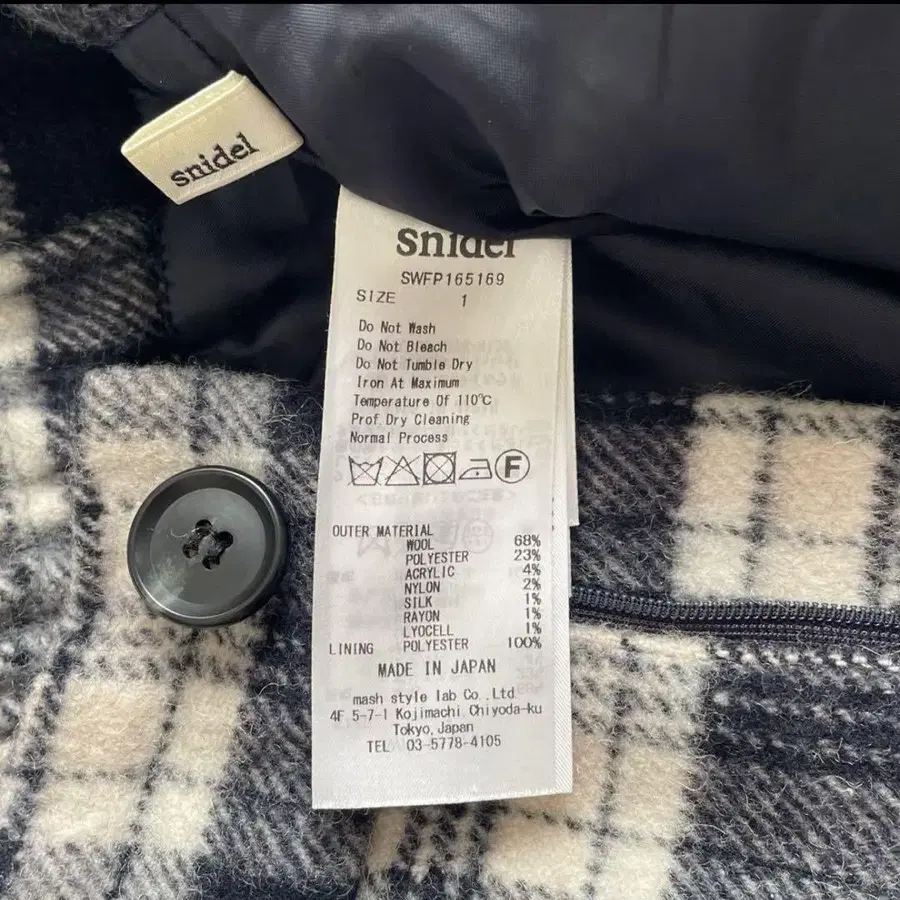 snidel
snidel
SWFP165169
SIZE 1
Do Not Wash
Do Not Bleach
Do Not Tumble Dry
Iron At Maximum
Temperature Of 110℃
Prof.Dry Cleaning
Normal Process
F
OUTER MATERIAL
WOOL 68%
POLYESTER 23%
ACRYLIC 4%
NYLON 2%
SILK 1%
RAYON 1%
LYOCELL 1%
LINING POLYESTER 100%
MADE IN JAPAN
mash style lab Co.,Ltd.
4F 5-7-1 Kojimachi,Chiyoda-ku
Tokyo,Japan
TEL 03-5778-4105